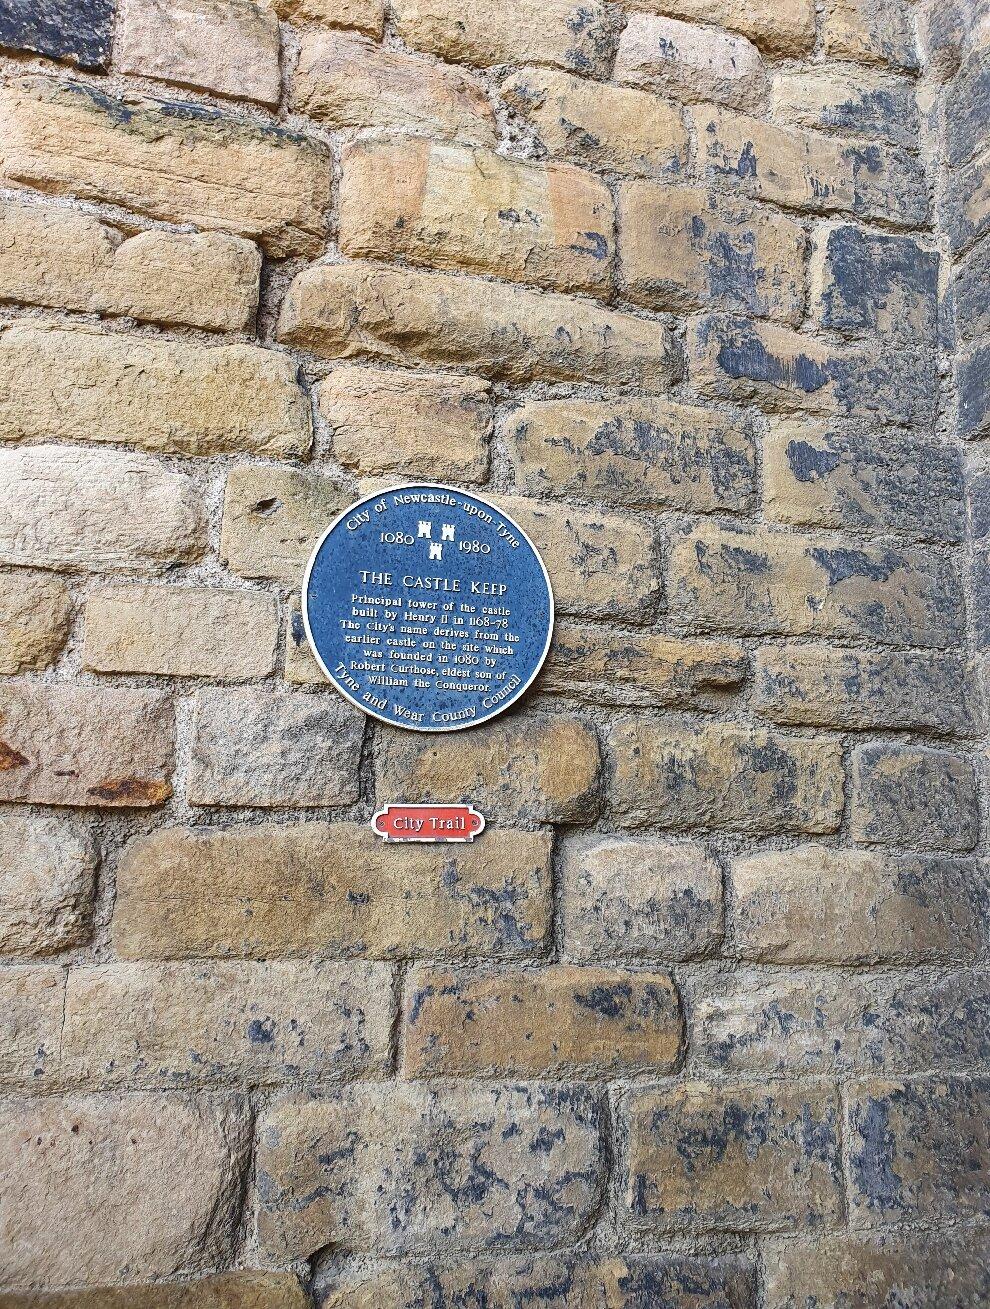 City of Newcastle-upon-Tyne
1080 1980
THE CASTLE KEEP
Principal tower of the castle
built by Henry II in 1168-78
The City's name derives from the
earlier castle on the site which
was founded in 1080 by
Robert Curthose, eldest son of
William the Conqueror.
Tyne and Wear County Council
City Trail